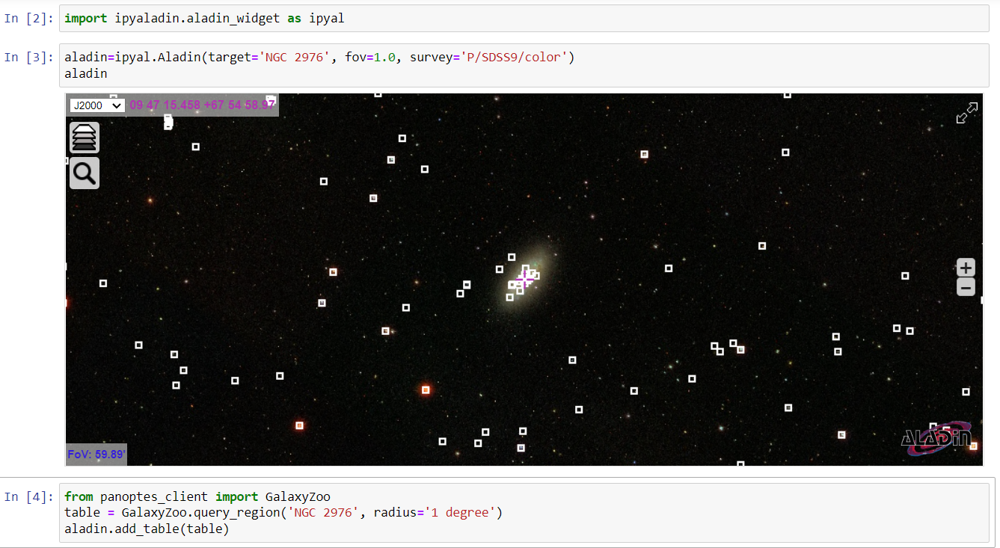 In [2]: import ipyaladin.aladin_widget as ipyal
In [3]: aladin=ipyal.Aladin(target='NGC 2976', fov=1.0, survey='P/SDSS9/color')
aladin
J2000 09 47 15.458 +67 54 58.97
+
−
ALADIN
FoV: 59.89'
In [4]: from panoptes_client import GalaxyZoo
table = GalaxyZoo.query_region('NGC 2976', radius='1 degree')
aladin.add_table(table)